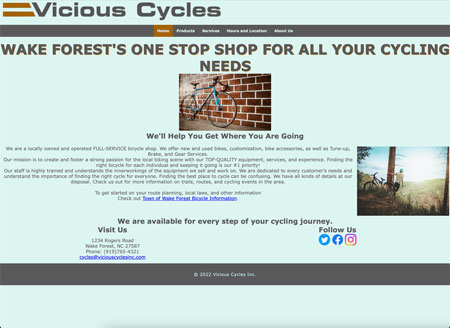 Vicious Cycles
Home Products Services Hours and Location About Us
WAKE FOREST'S ONE STOP SHOP FOR ALL YOUR CYCLING
NEEDS
We'll Help You Get Where You Are Going
We are a locally owned and operated FULL-SERVICE bicycle shop. We offer new and used bikes, customization, bike accessories, as well as Tune-up,
Brake, and Gear Services.
Our mission is to create and foster a strong passion for the local biking scene with our TOP-QUALITY equipment, services, and experience. Finding the
right bicycle for each individual and keeping it going is our #1 priority!
Our staff is highly trained and understands the innerworkings of the equipment we sell and work on. We are dedicated to every customer's needs and
understand the importance of finding the right cycle for everyone. Finding the best place to cycle can be confusing. We have all kinds of details at our
disposal. Check us out for more information on trails, routes, and cycling events in the area.
To get started on your route planning, local laws, and other information
Check out Town of Wake Forest Bicycle Information.
We are available for every step of your cycling journey.
Visit Us
1234 Rogers Road
Wake Forest, NC 27587
Phone: (919)765-4321
cycles@viciouscyclesinc.com
Follow Us
© 2022 Vicious Cycles Inc.